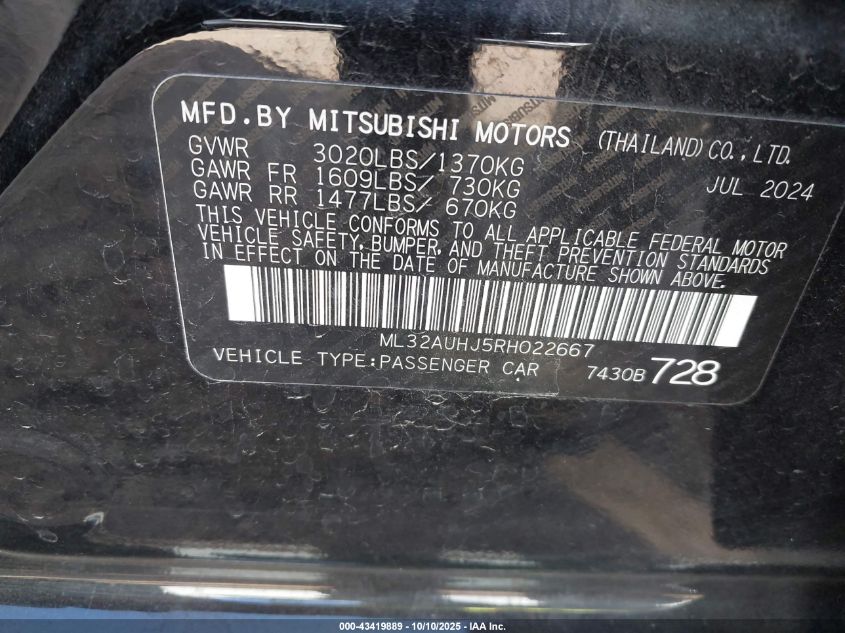 MFD.BY MITSUBISHI MOTORS (THAILAND) CO., LTD.
GVWR 3020LBS/1370KG
GAWR FR 1609LBS/ 730KG JUL 2024
GAWR RR 1477LBS/ 670KG
THIS VEHICLE CONFORMS TO ALL APPLICABLE FEDERAL MOTOR
VEHICLE SAFETY, BUMPER, AND THEFT PREVENTION STANDARDS
IN EFFECT ON THE DATE OF MANUFACTURE SHOWN ABOVE.
ML32AUHJ5RH022667
VEHICLE TYPE:PASSENGER CAR 7430B 728
000-43419889 - 10/10/2025 - IAA Inc.